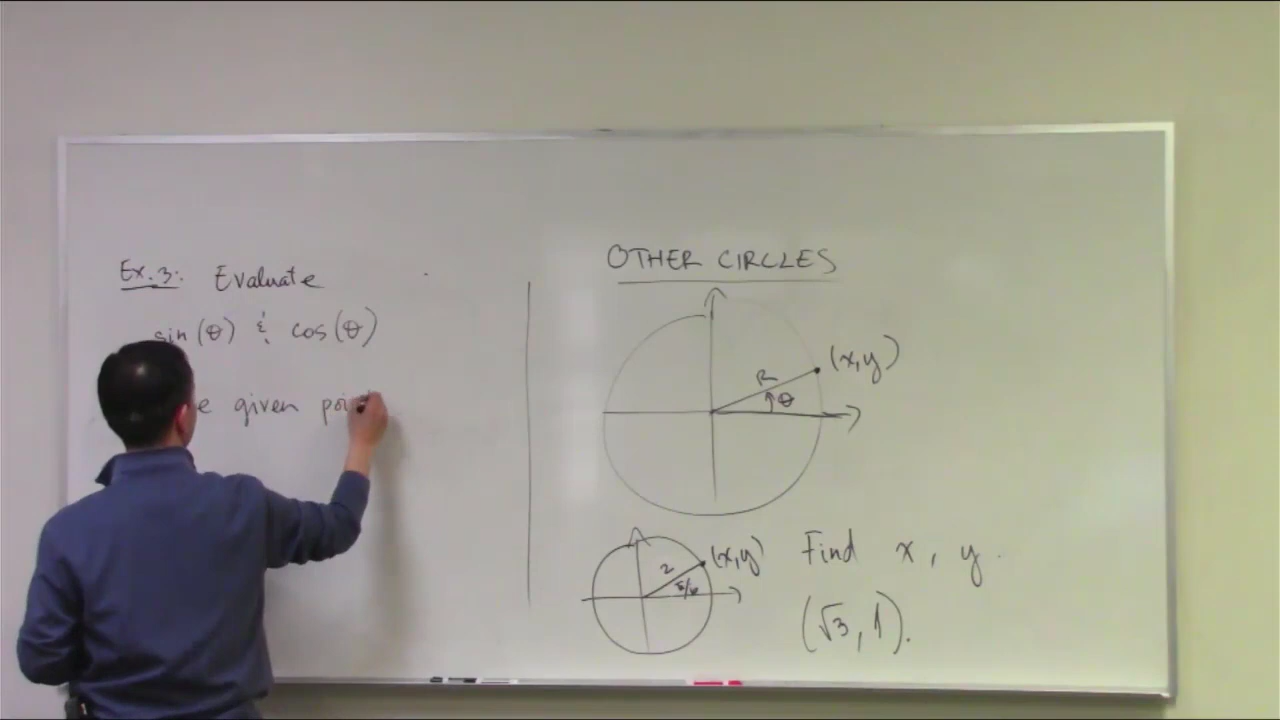 Ex. 3: Evaluate
sin(θ) & cos(θ)
given
OTHER CIRCLES
(x,y)
R
θ
(x,y)
2
π/6
Find x, y.
(√3, 1).